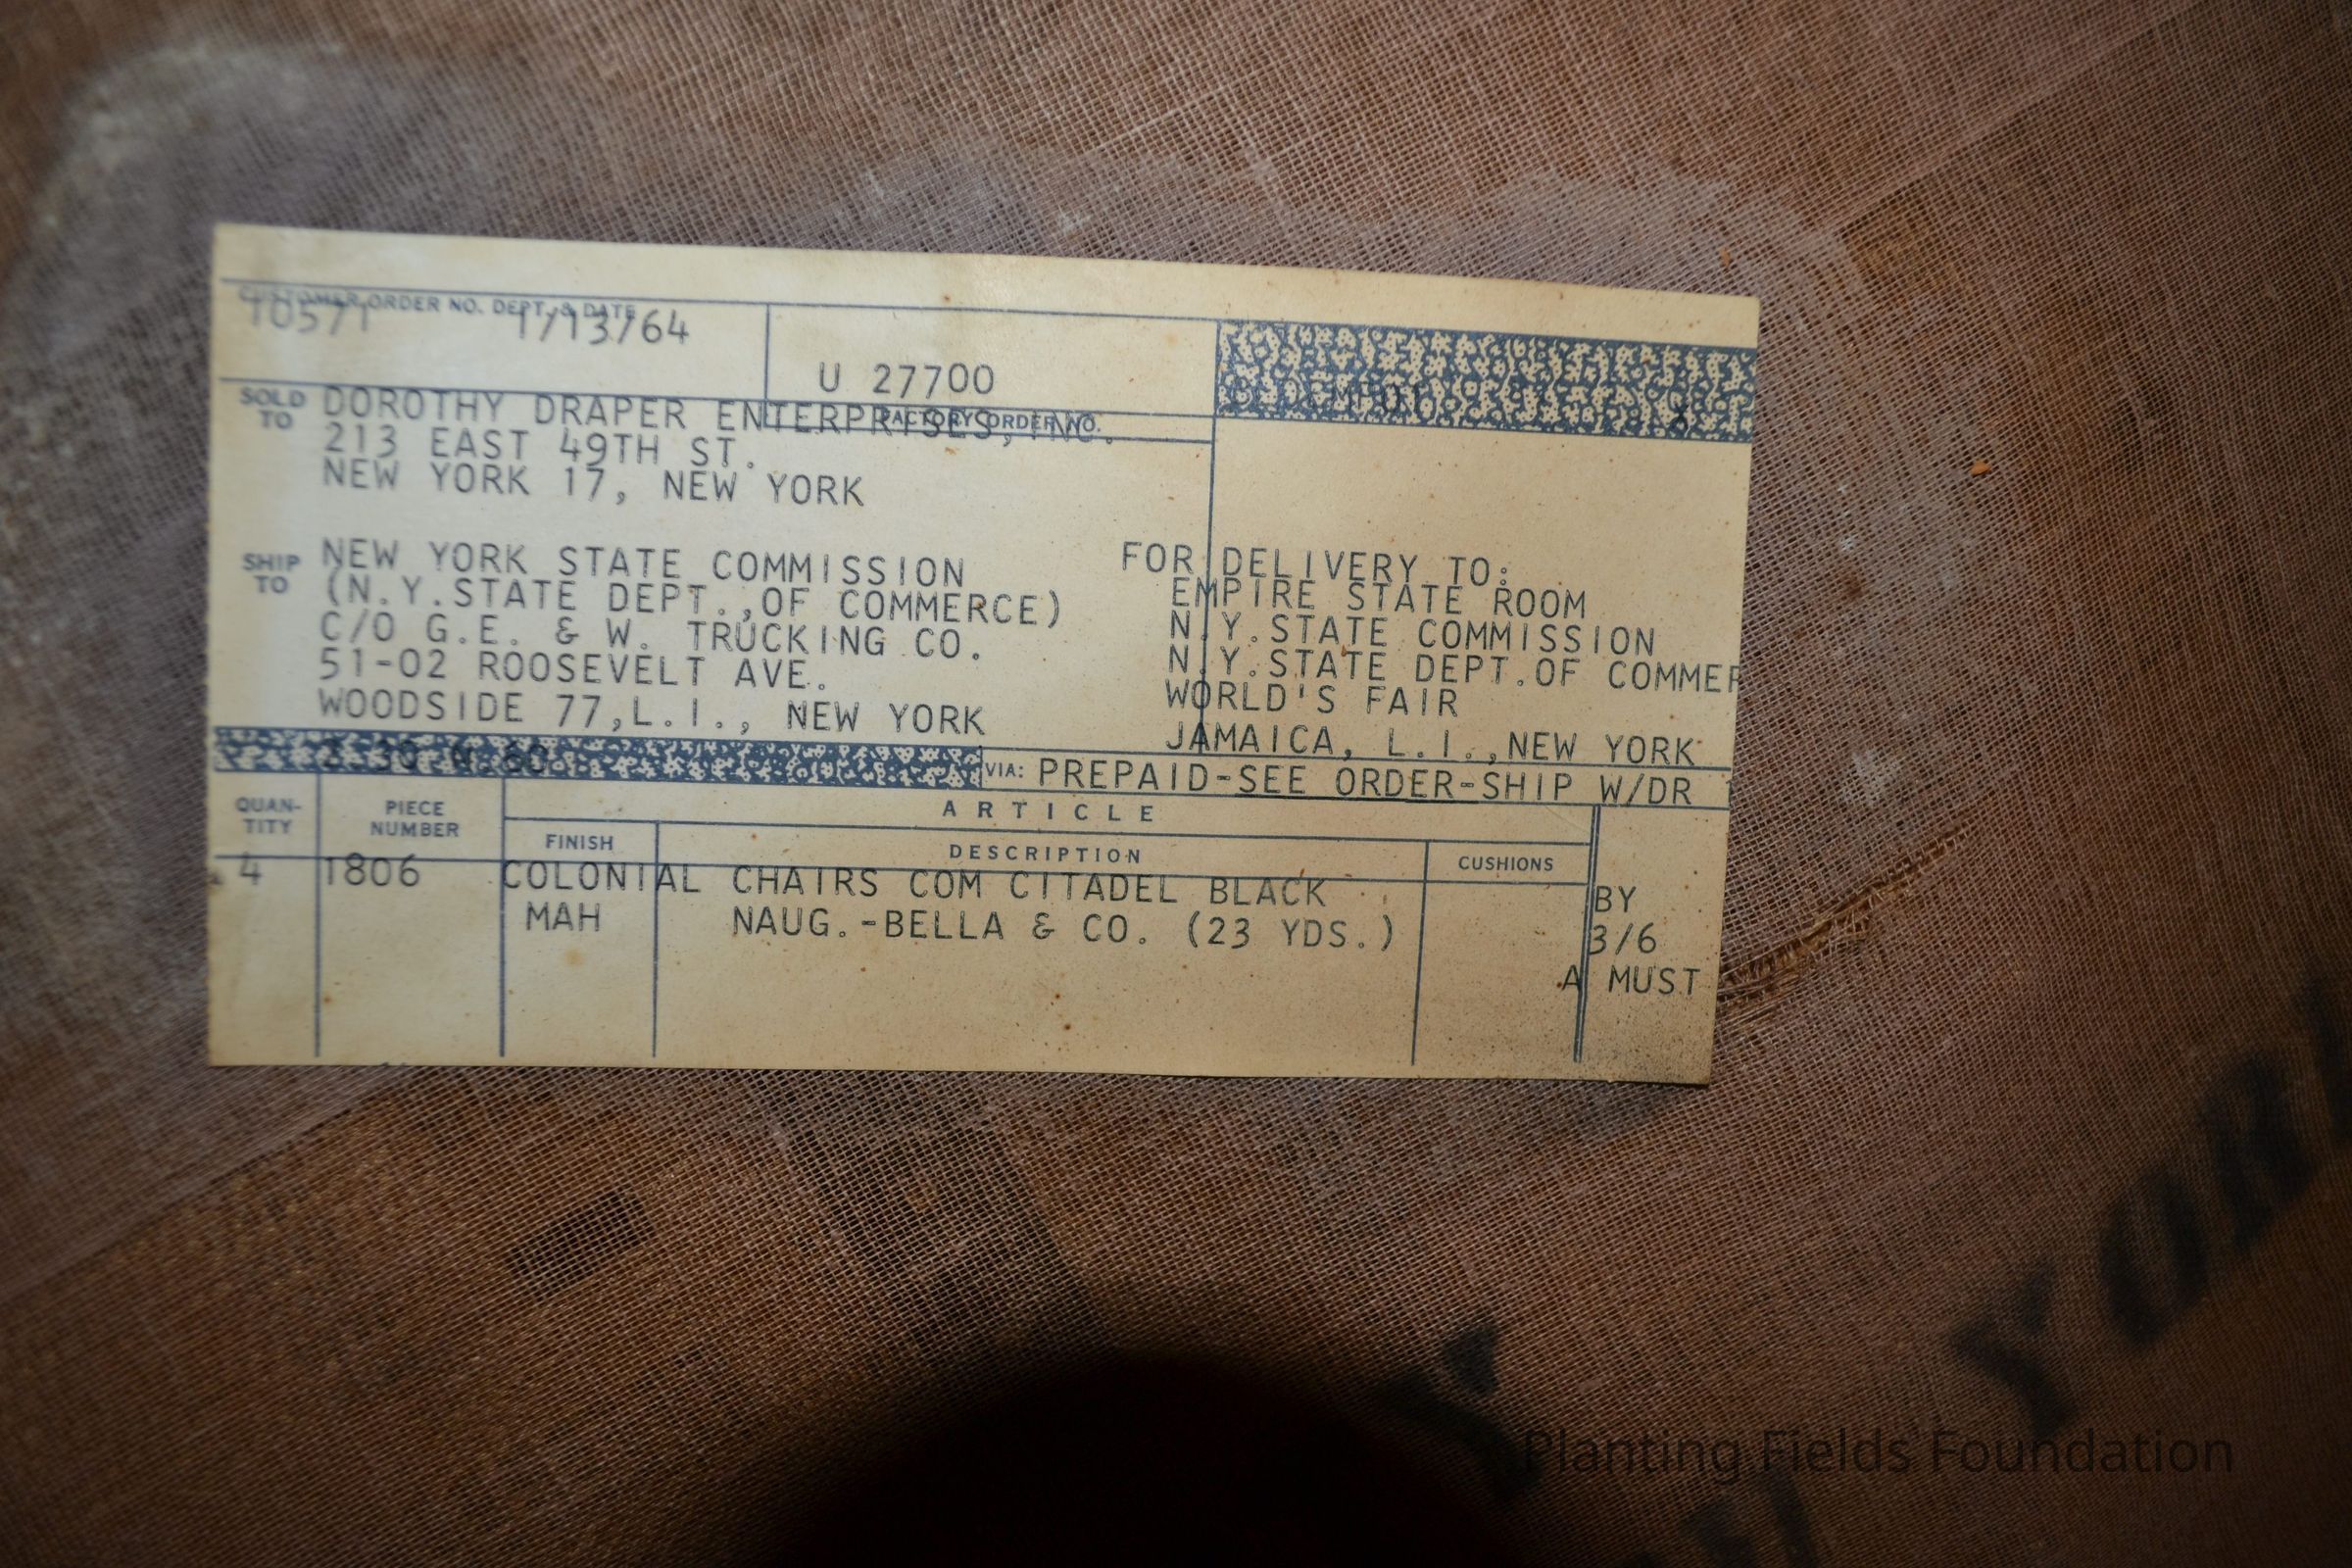 CUSTOMER ORDER NO. DEPT. & DATE
10571 1/13/64
U 27700
FACTORY ORDER NO.
SOLD TO
DOROTHY DRAPER ENTERPRISES, INC.
213 EAST 49TH ST.
NEW YORK 17, NEW YORK
SHIP TO
NEW YORK STATE COMMISSION
(N.Y.STATE DEPT.,OF COMMERCE)
C/O G.E. & W. TRUCKING CO.
51-02 ROOSEVELT AVE.
WOODSIDE 77,L.I., NEW YORK
FOR DELIVERY TO:
EMPIRE STATE ROOM
N.Y.STATE COMMISSION
N.Y.STATE DEPT.OF COMMER
WORLD'S FAIR
JAMAICA, L.I.,NEW YORK
VIA: PREPAID-SEE ORDER-SHIP W/DR
QUAN-
TITY
PIECE
NUMBER
ARTICLE
FINISH
DESCRIPTION
CUSHIONS
4 1806 COLONIAL CHAIRS COM CITADEL BLACK
MAH NAUG.-BELLA & CO. (23 YDS.)
BY
3/6
A MUST
Planting Fields Foundation